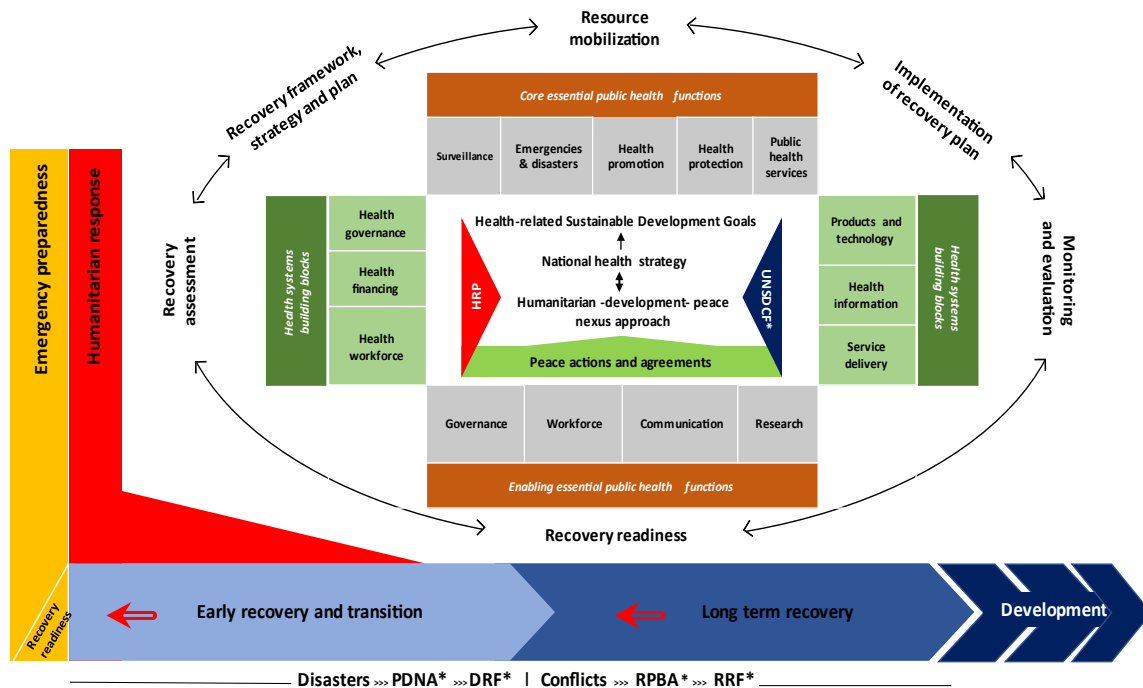 Resource
mobilization
Recovery framework,
strategy and plan
Implementation
of recovery plan
Core essential public health functions
Surveillance
Emergencies
& disasters
Health
promotion
Health
protection
Public
health
services
Emergency preparedness
Humanitarian response
Recovery
assessment
Health systems
building blocks
Health
governance
Health
financing
Health
workforce
HRP
Health-related Sustainable Development Goals
National health strategy
Humanitarian -development- peace
nexus approach
UNSDCF*
Peace actions and agreements
Products and
technology
Health
information
Service
delivery
Health systems
building blocks
Monitoring
and evaluation
Governance
Workforce
Communication
Research
Enabling essential public health functions
Recovery readiness
Recovery
readiness
Early recovery and transition
Long term recovery
Development
Disasters >>> PDNA* >>> DRF* | Conflicts >>> RPBA* >>> RRF*